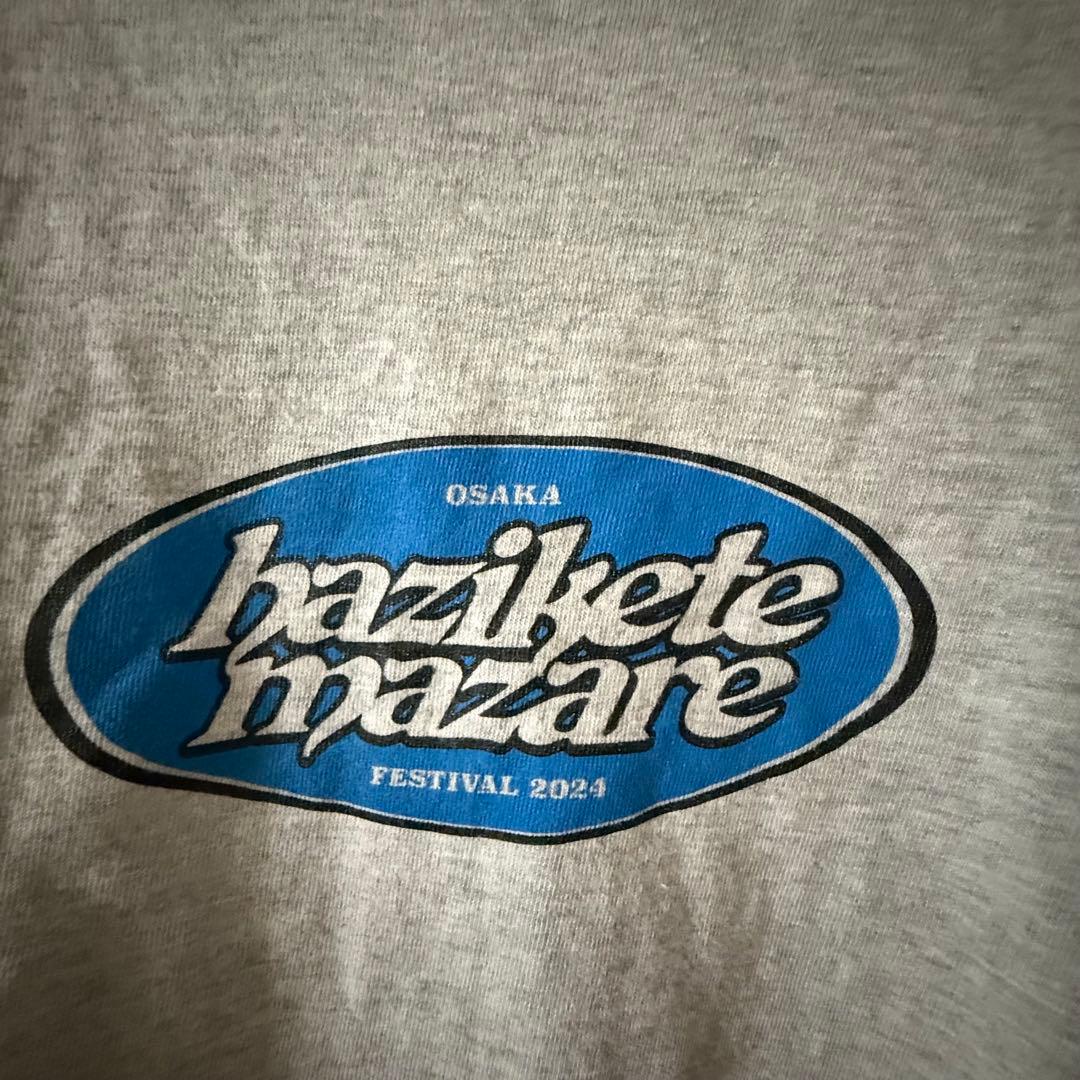 OSAKA
hazikete
mazare
FESTIVAL 2024